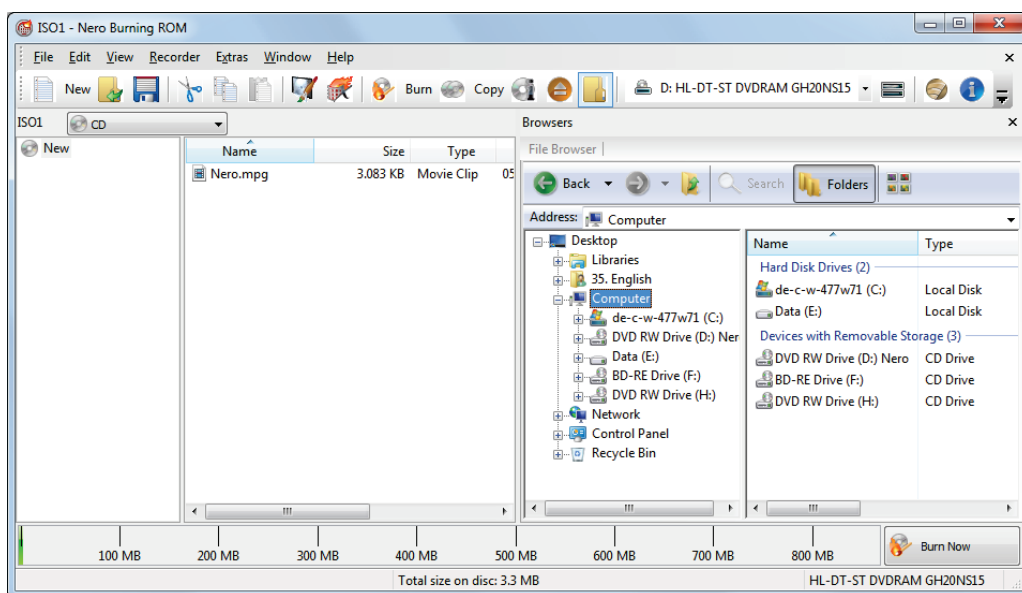 ISO1 - Nero Burning ROM
File Edit View Recorder Extras Window Help
New Burn Copy D: HL-DT-ST DVDRAM GH20NS15
ISO1 CD
Browsers
New
Name Size Type
Nero.mpg 3.083 KB Movie Clip 05
File Browser
Back Search Folders
Address: Computer
Desktop
Libraries
35. English
Computer
de-c-w-477w71 (C:)
DVD RW Drive (D:) Ner
Data (E:)
BD-RE Drive (F:)
DVD RW Drive (H:)
Network
Control Panel
Recycle Bin
Name Type
Hard Disk Drives (2)
de-c-w-477w71 (C:) Local Disk
Data (E:) Local Disk
Devices with Removable Storage (3)
DVD RW Drive (D:) Nero CD Drive
BD-RE Drive (F:) CD Drive
DVD RW Drive (H:) CD Drive
100 MB 200 MB 300 MB 400 MB 500 MB 600 MB 700 MB 800 MB
Burn Now
Total size on disc: 3.3 MB HL-DT-ST DVDRAM GH20NS15